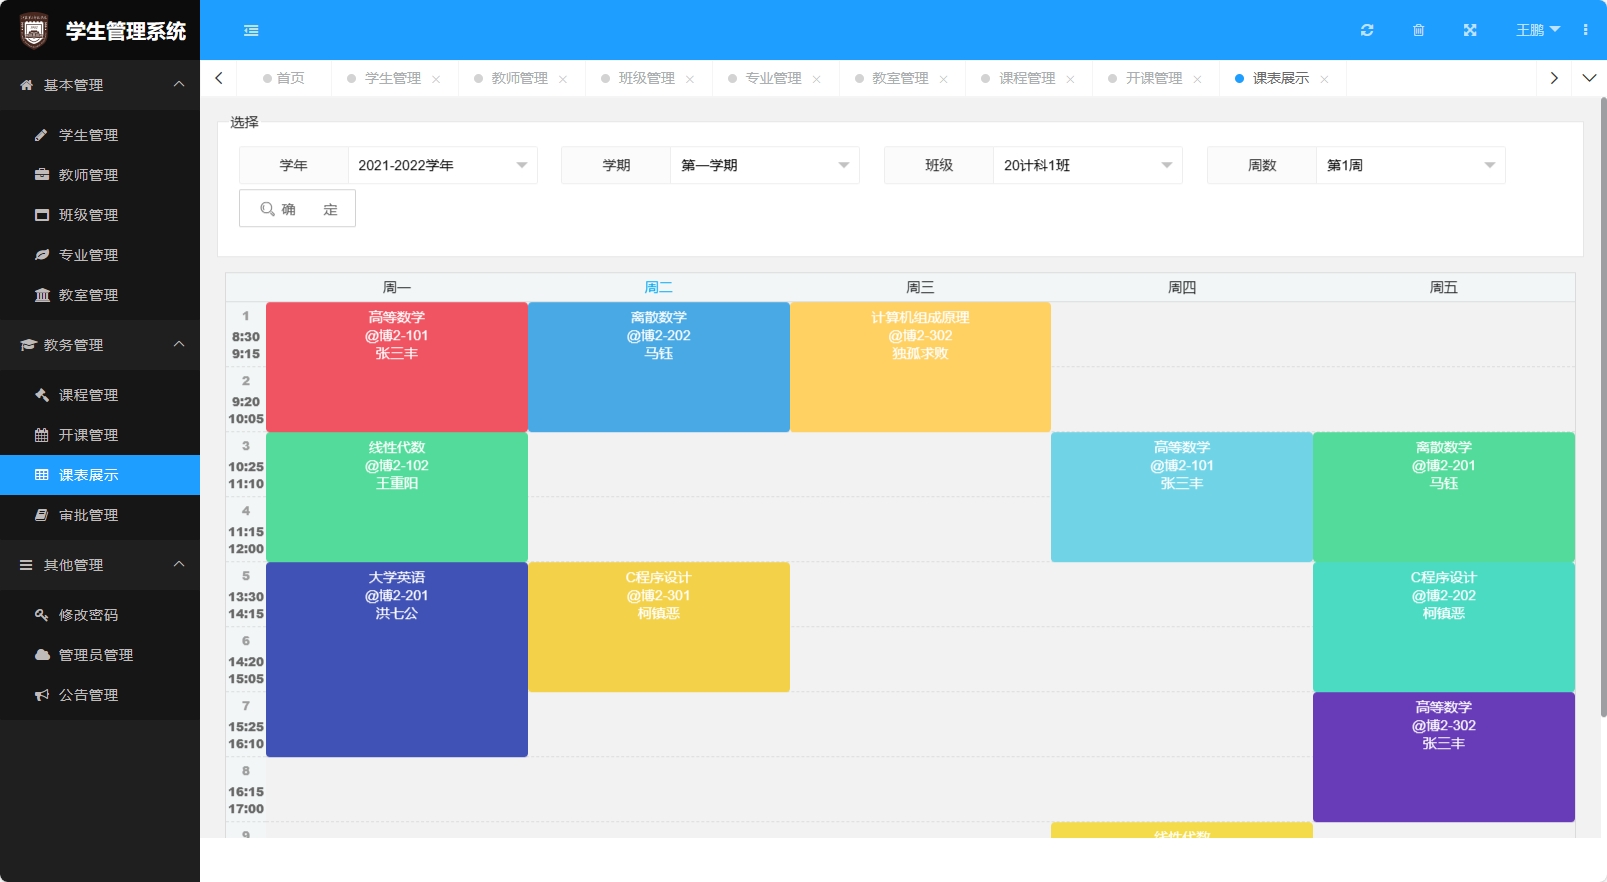 学生管理系统
王鹏
基本管理
学生管理
教师管理
班级管理
专业管理
教室管理
教务管理
课程管理
开课管理
课表展示
审批管理
其他管理
修改密码
管理员管理
公告管理
首页 学生管理 教师管理 班级管理 专业管理 教室管理 课程管理 开课管理 课表展示
选择
学年 2021-2022学年 学期 第一学期 班级 20计科1班 周数 第1周
确 定
周一 周二 周三 周四 周五
1
8:30
9:15
高等数学
@博2-101
张三丰
离散数学
@博2-202
马钰
计算机组成原理
@博2-302
独孤求败
2
9:20
10:05
3
10:25
11:10
线性代数
@博2-102
王重阳
高等数学
@博2-101
张三丰
离散数学
@博2-201
马钰
4
11:15
12:00
5
13:30
14:15
大学英语
@博2-201
洪七公
C程序设计
@博2-301
柯镇恶
C程序设计
@博2-202
柯镇恶
6
14:20
15:05
7
15:25
16:10
高等数学
@博2-302
张三丰
8
16:15
17:00
9
线性代数